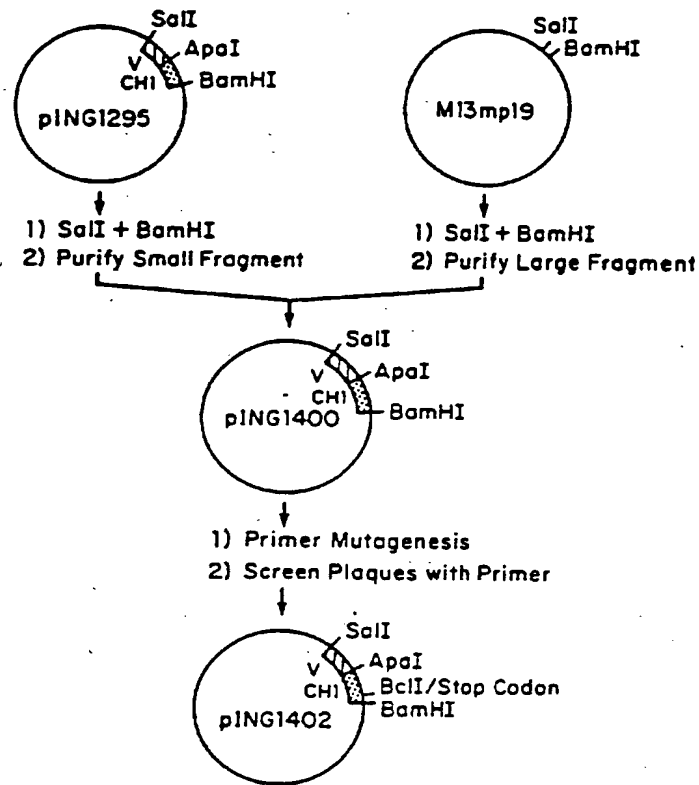 SalI
ApaI
V
CH1
BamHI
pING1295
SalI
BamHI
M13mp19
1) SalI + BamHI
2) Purify Small Fragment
1) SalI + BamHI
2) Purify Large Fragment
SalI
V
ApaI
CH1
BamHI
pING1400
1) Primer Mutagenesis
2) Screen Plaques with Primer
SalI
V
ApaI
CH1
BclI/Stop Codon
BamHI
pING1402